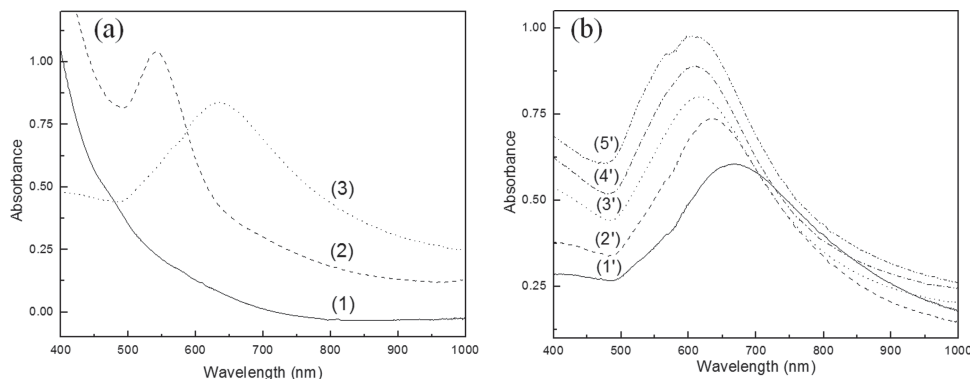 (a)
Absorbance
1.00
0.75
0.50
0.25
0.00
(3)
(2)
(1)
400 500 600 700 800 900 1000
Wavelength (nm)
(b)
Absorbance
1.00
0.75
0.50
0.25
(5')
(4')
(3')
(2')
(1')
400 500 600 700 800 900 1000
Wavelength (nm)